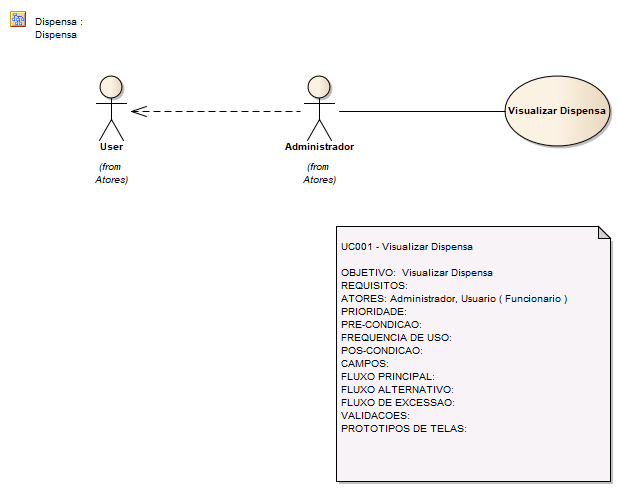 Dispensa :
Dispensa
User
(from
Atores)
Administrador
(from
Atores)
Visualizar Dispensa
UC001 - Visualizar Dispensa
OBJETIVO:  Visualizar Dispensa
REQUISITOS:
ATORES: Administrador, Usuario ( Funcionario )
PRIORIDADE:
PRE-CONDICAO:
FREQUENCIA DE USO:
POS-CONDICAO:
CAMPOS:
FLUXO PRINCIPAL:
FLUXO ALTERNATIVO:
FLUXO DE EXCESSAO:
VALIDACOES:
PROTOTIPOS DE TELAS: